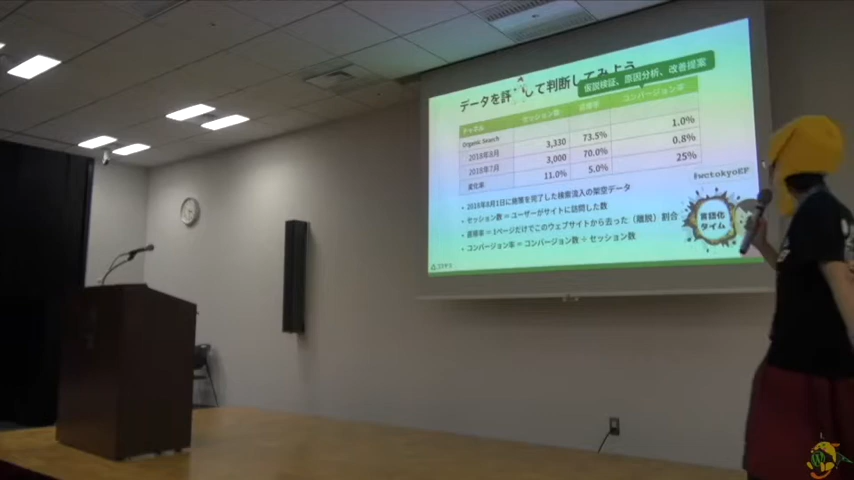 データを評価して判断してみよう
仮説検証、原因分析、改善提案
チャネル セッション数 直帰率 コンバージョン率
Organic Search
2018年8月 3,330 73.5% 1.0%
2018年7月 3,000 70.0% 0.8%
変化率 11.0% 5.0% 25%
#wctokyoEF
• 2018年8月1日に施策を完了した検索流入の架空データ
• セッション数 = ユーザーがサイトに訪問した数
• 直帰率 = 1ページだけでこのウェブサイトから去った(離脱)割合
• コンバージョン率 = コンバージョン数 ÷ セッション数
言語化
タイム